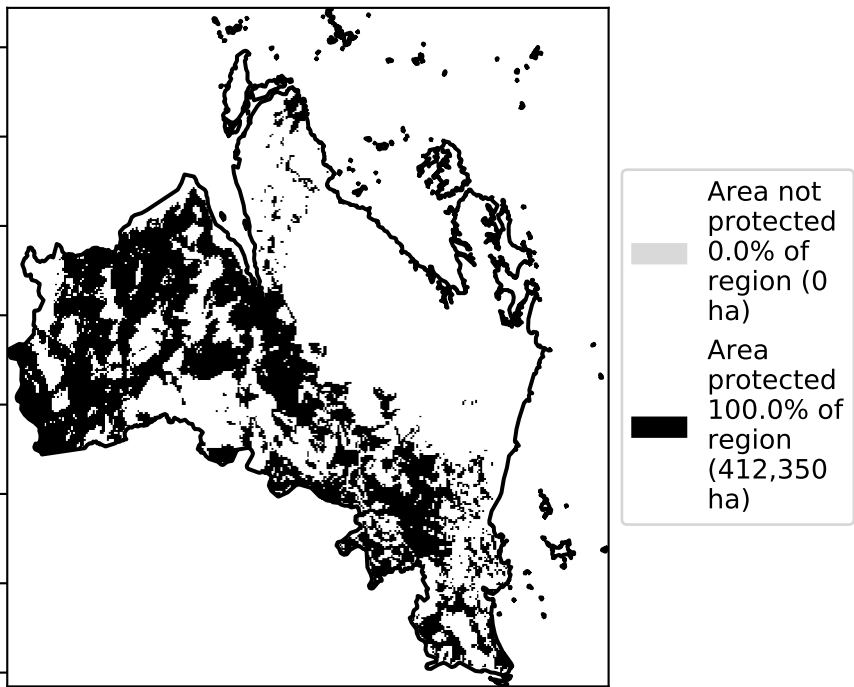 Area not
protected
0.0% of
region (0
ha)
Area
protected
100.0% of
region
(412,350
ha)